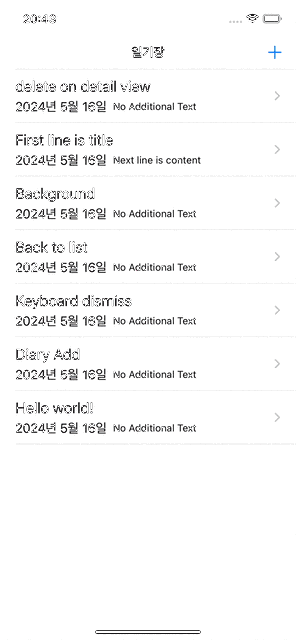 20:43
일기장
delete on detail view
2024년 5월 16일 No Additional Text
First line is title
2024년 5월 16일 Next line is content
Background
2024년 5월 16일 No Additional Text
Back to list
2024년 5월 16일 No Additional Text
Keyboard dismiss
2024년 5월 16일 No Additional Text
Diary Add
2024년 5월 16일 No Additional Text
Hello world!
2024년 5월 16일 No Additional Text